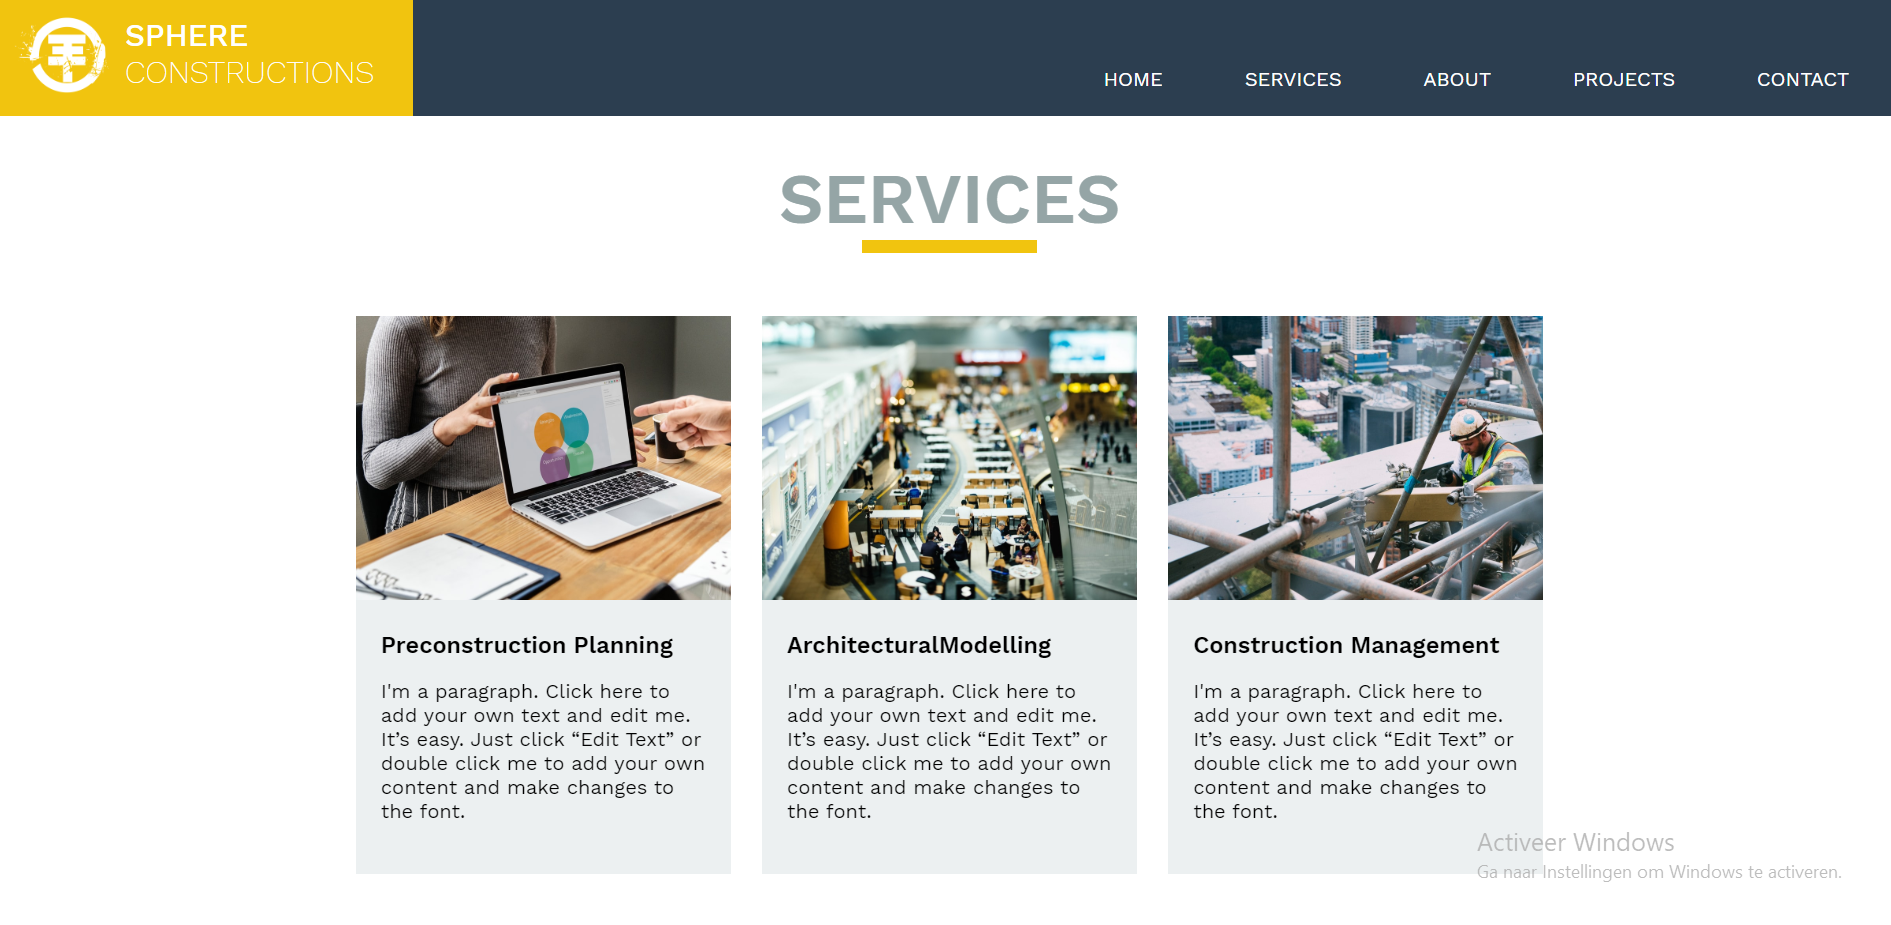 SPHERE
CONSTRUCTIONS
HOME
SERVICES
ABOUT
PROJECTS
CONTACT
SERVICES
Preconstruction Planning
I'm a paragraph. Click here to
add your own text and edit me.
It’s easy. Just click “Edit Text” or
double click me to add your own
content and make changes to
the font.
ArchitecturalModelling
I'm a paragraph. Click here to
add your own text and edit me.
It’s easy. Just click “Edit Text” or
double click me to add your own
content and make changes to
the font.
Construction Management
I'm a paragraph. Click here to
add your own text and edit me.
It’s easy. Just click “Edit Text” or
double click me to add your own
content and make changes to
the font.
Activeer Windows
Ga naar Instellingen om Windows te activeren.